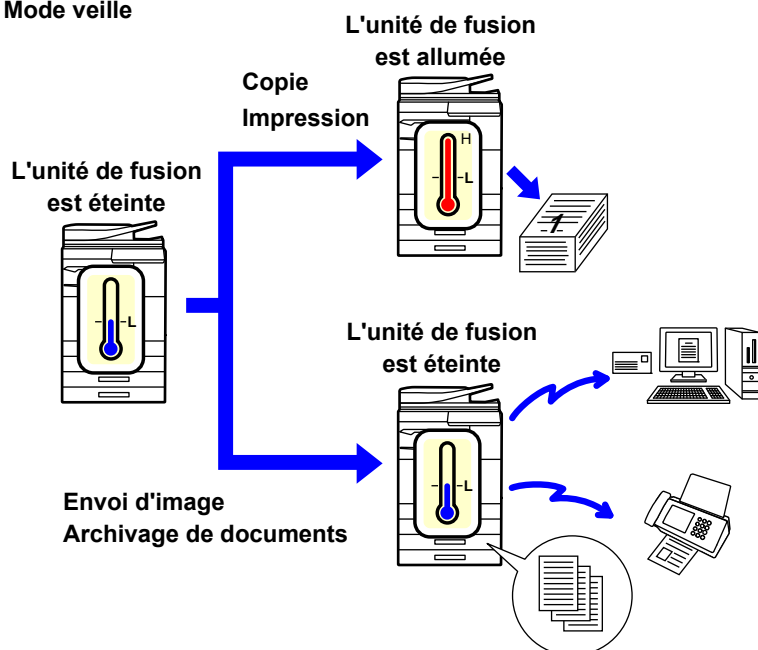 Mode veille
L'unité de fusion
est allumée
Copie
Impression
H
L
1
L'unité de fusion
est éteinte
L
L'unité de fusion
est éteinte
L
Envoi d'image
Archivage de documents